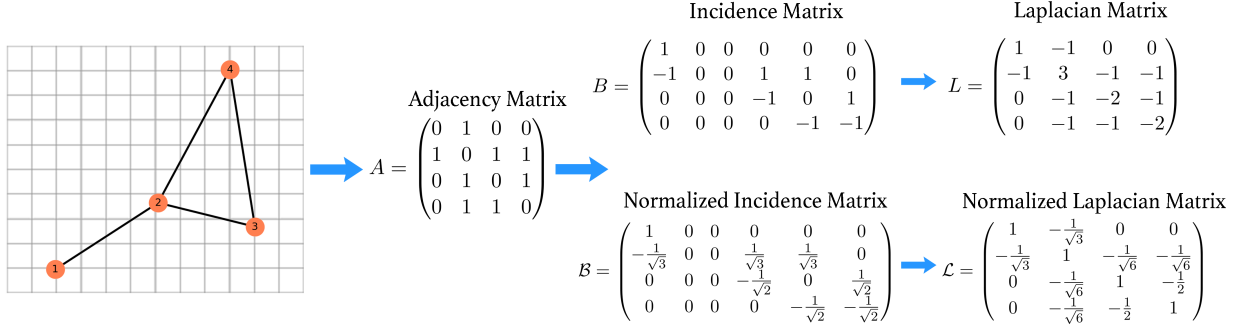 4
2
3
1
Adjacency Matrix
A = 
0 1 0 0
1 0 1 1
0 1 0 1
0 1 1 0
Incidence Matrix
B = 
1 0 0 0 0 0
−1 0 0 1 1 0
0 0 0 −1 0 1
0 0 0 0 −1 −1
Laplacian Matrix
L = 
1 −1 0 0
−1 3 −1 −1
0 −1 −2 −1
0 −1 −1 −2
Normalized Incidence Matrix
ℬ = 
1 0 0 0 0 0
−1/√3 0 0 1/√3 1/√3 0
0 0 0 −1/√2 0 1/√2
0 0 0 0 −1/√2 −1/√2
Normalized Laplacian Matrix
ℒ = 
1 −1/√3 0 0
−1/√3 1 −1/√6 −1/√6
0 −1/√6 1 −1/2
0 −1/√6 −1/2 1